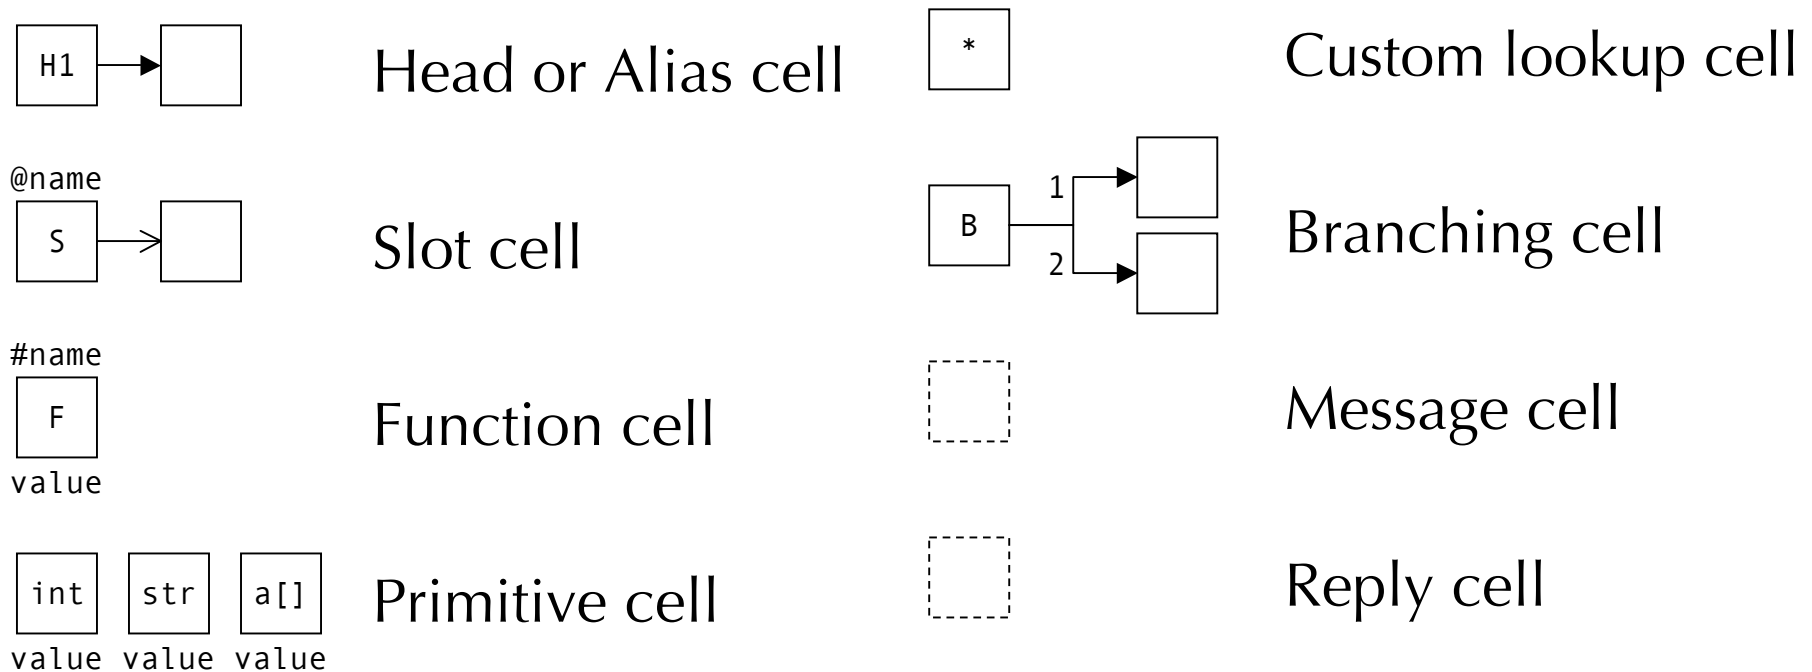 H1
Head or Alias cell
@name
S
Slot cell
#name
F
value
Function cell
int str a[]
value value value
Primitive cell
*
Custom lookup cell
B
1
2
Branching cell
Message cell
Reply cell